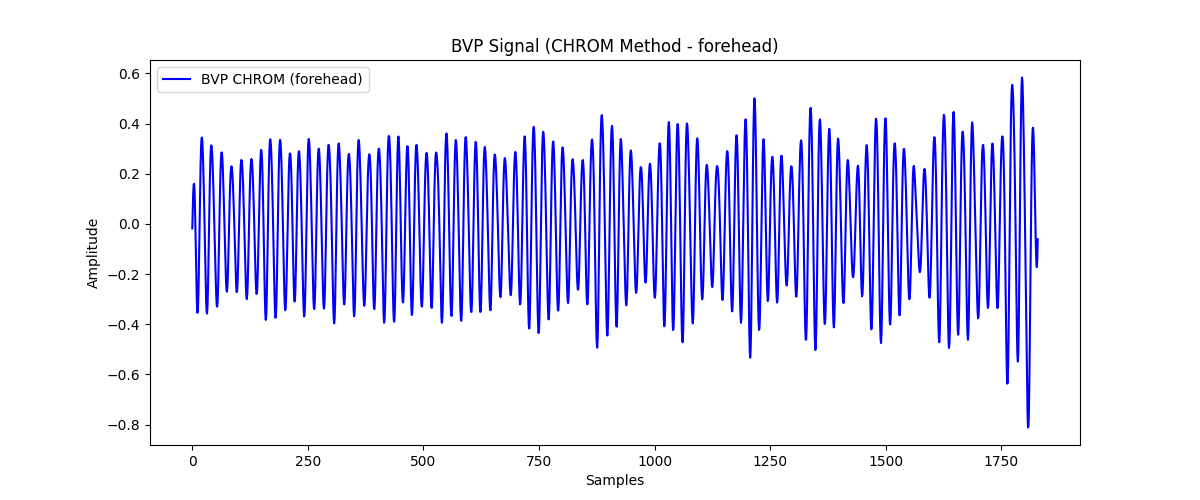 BVP Signal (CHROM Method - forehead)
BVP CHROM (forehead)
0.6
0.4
0.2
0.0
−0.2
−0.4
−0.6
−0.8
Amplitude
0 250 500 750 1000 1250 1500 1750
Samples